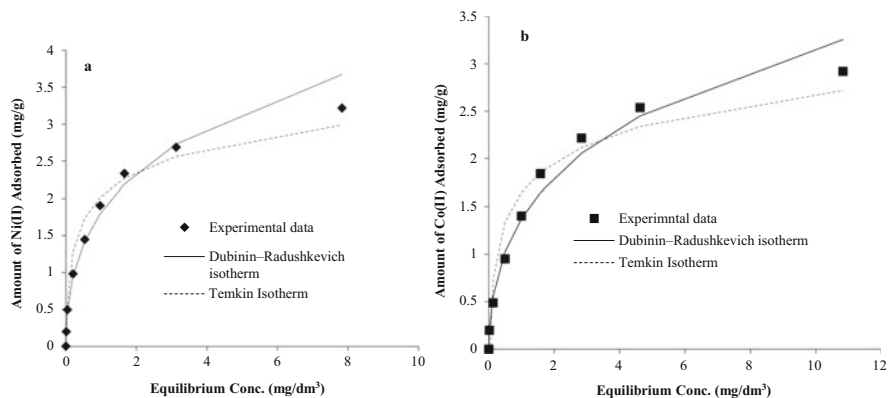 a
Amount of Ni(II) Adsorbed (mg/g)
4
3.5
3
2.5
2
1.5
1
0.5
0
0 2 4 6 8 10
Equilibrium Conc. (mg/dm³)
Experimental data
Dubinin–Radushkevich
isotherm
Temkin Isotherm
b
Amount of Co(II) Adsorbed (mg/g)
3.5
3
2.5
2
1.5
1
0.5
0
0 2 4 6 8 10 12
Equilibrium Conc. (mg/dm³)
Experimntal data
Dubinin–Radushkevich isotherm
Temkin Isotherm